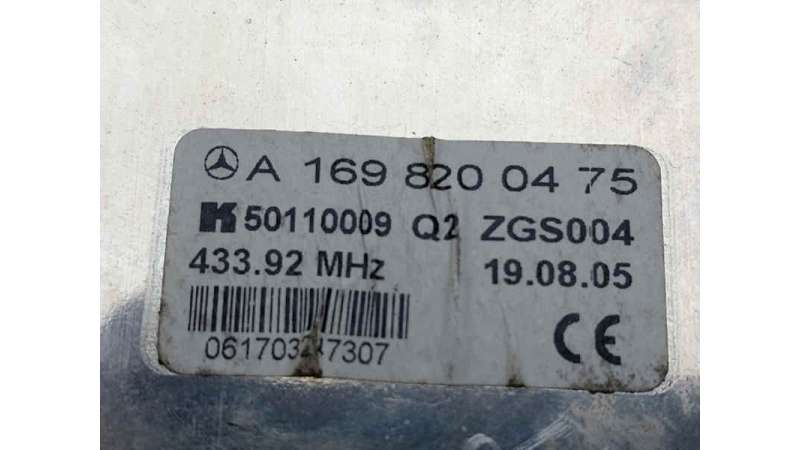 A 169 820 04 75
K 50110009 Q2 ZGS004
433.92 MHz 19.08.05
CE